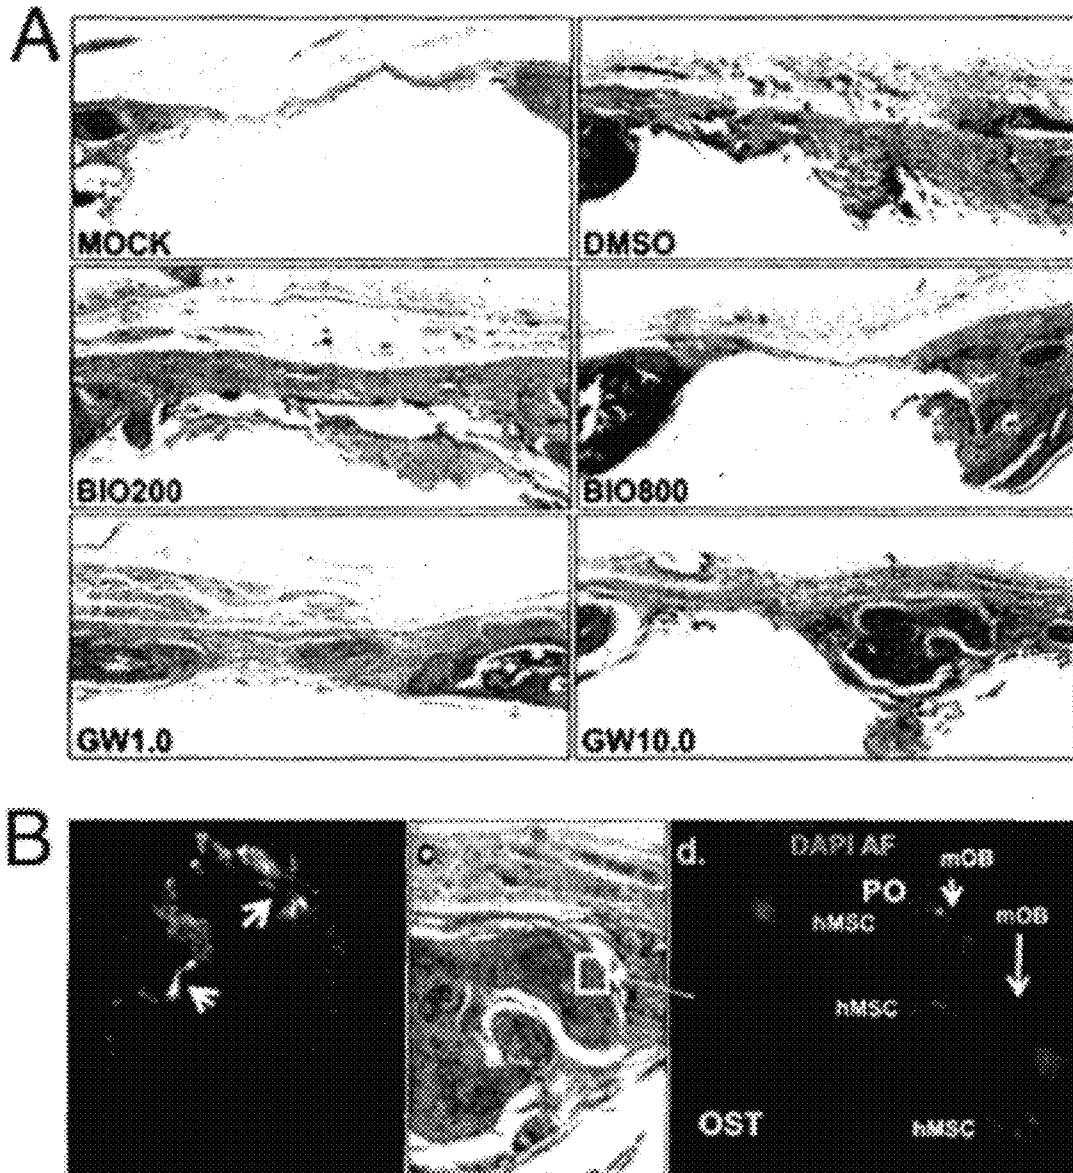 A
MOCK
DMSO
BIO200
BIO800
GW1.0
GW10.0
B
c
d.
DAPI AF
mOB
PO
hMSC
mOB
hMSC
OST
hMSC